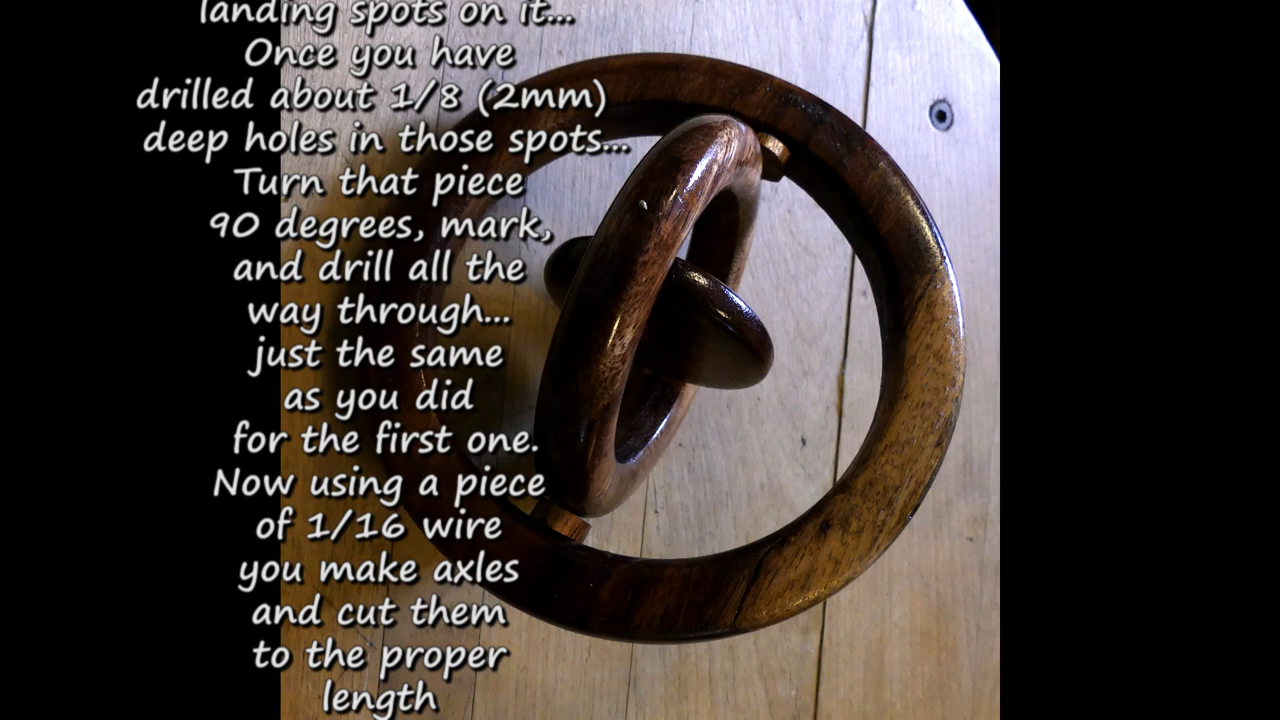 landing spots on it...
Once you have
drilled about 1/8 (2mm)
deep holes in those spots...
Turn that piece
90 degrees, mark,
and drill all the
way through...
just the same
as you did
for the first one.
Now using a piece
of 1/16 wire
you make axles
and cut them
to the proper
length